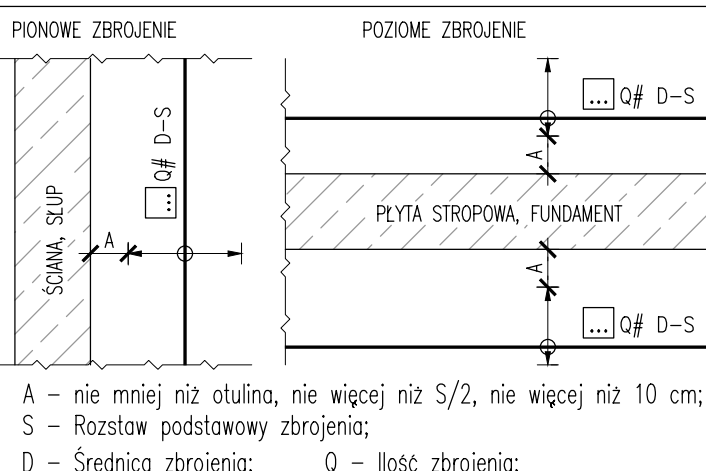 PIONOWE ZBROJENIE
POZIOME ZBROJENIE
... Q# D-S
A
ŚCIANA, SŁUP
... Q# D-S
A
PŁYTA STROPOWA, FUNDAMENT
A
... Q# D-S
A – nie mniej niż otulina, nie więcej niż S/2, nie więcej niż 10 cm;
S – Rozstaw podstawowy zbrojenia;
D – Średnica zbrojenia; Q – Ilość zbrojenia;